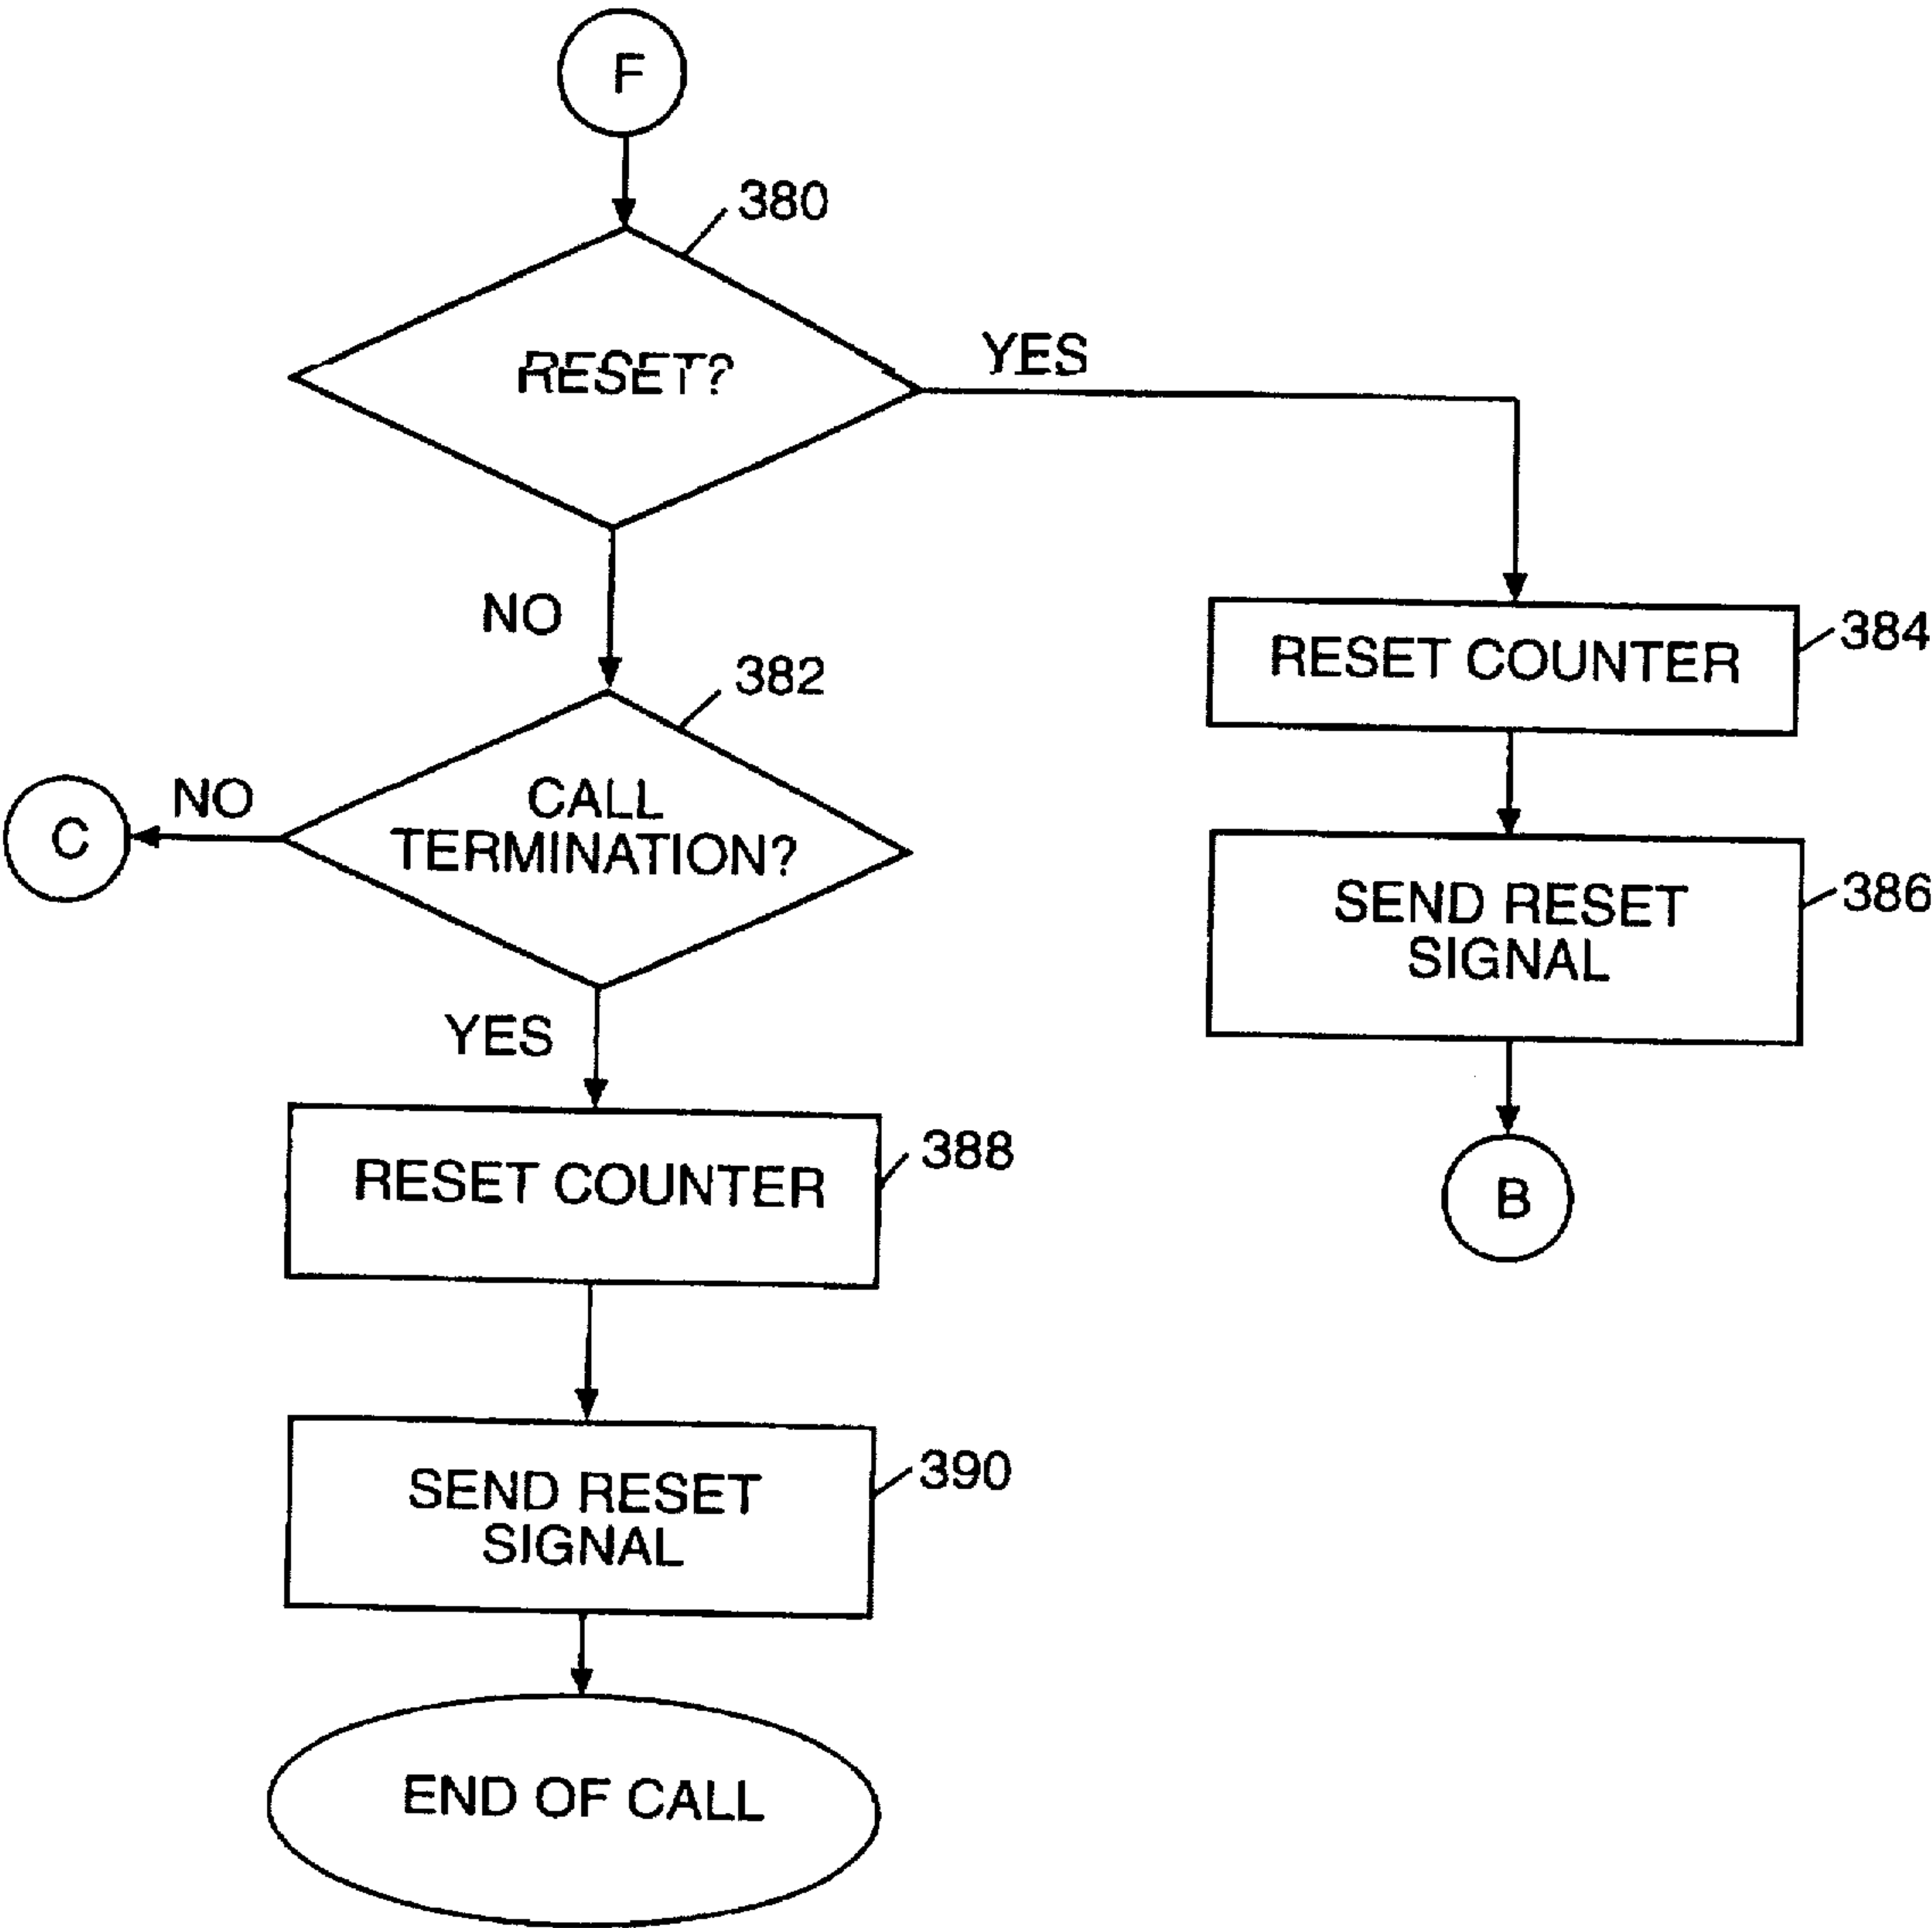 F
380
RESET?
YES
NO
384
RESET COUNTER
382
CALL
TERMINATION?
NO
C
386
SEND RESET
SIGNAL
YES
388
RESET COUNTER
B
390
SEND RESET
SIGNAL
END OF CALL